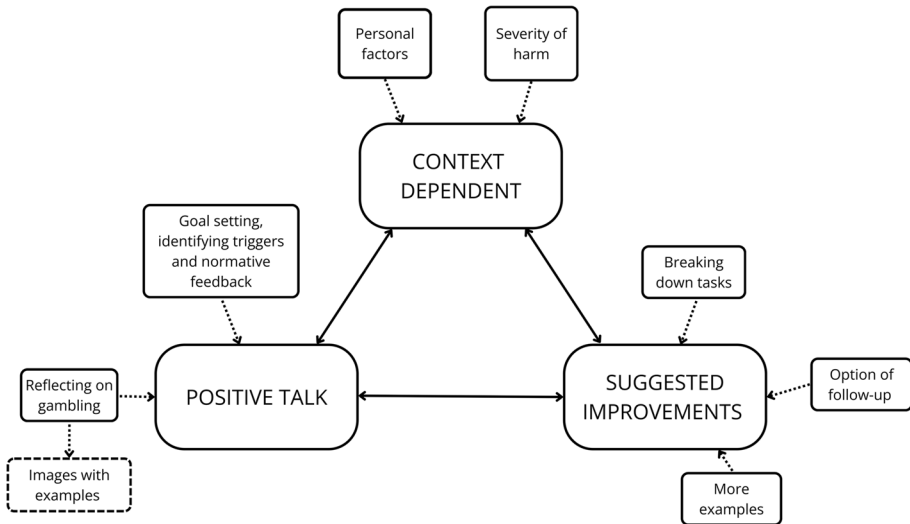 Personal
factors
Severity of
harm
CONTEXT
DEPENDENT
Goal setting,
identifying triggers
and normative
feedback
Breaking
down tasks
Reflecting on
gambling
POSITIVE TALK
SUGGESTED
IMPROVEMENTS
Option of
follow-up
Images with
examples
More
examples